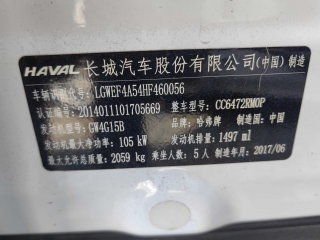 HAVAL 长城汽车股份有限公司(中国) 制造
车辆识别代号: LGWEF4A54HF460056
认证编号: 2014011101705669 整车型号: CC6472RM0P
发动机型号: GW4G15B 品牌: 哈弗牌 制造国: 中国
发动机最大净功率: 105 kW 发动机排量: 1497 ml
最大允许总质量: 2059 kg 乘坐人数: 5 人 制造年月: 2017/06